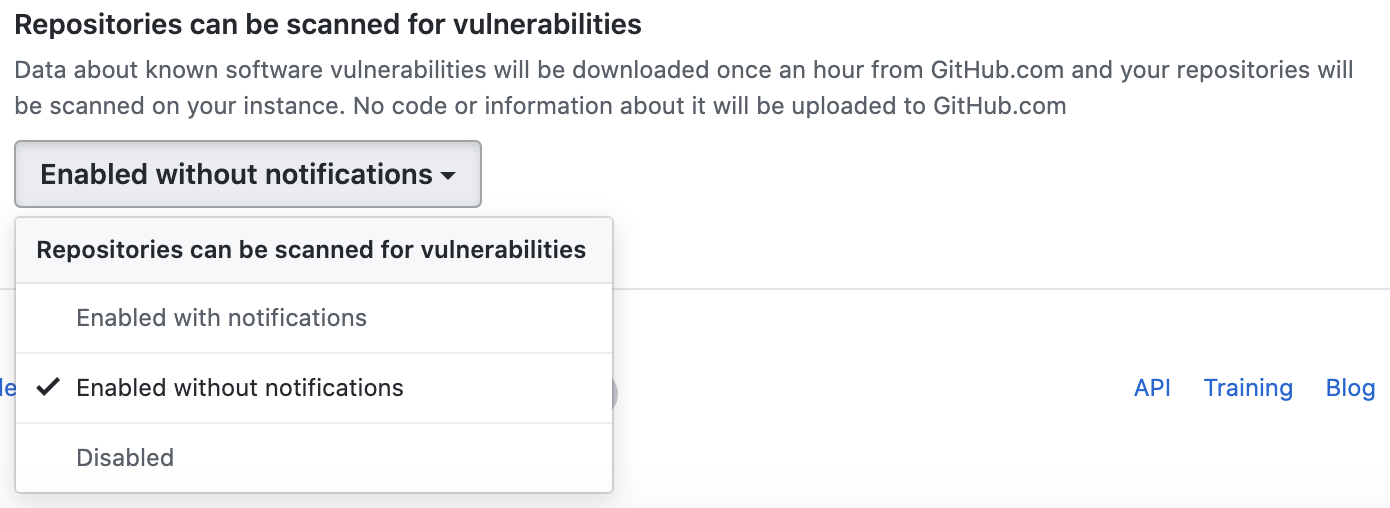 Repositories can be scanned for vulnerabilities
Data about known software vulnerabilities will be downloaded once an hour from GitHub.com and your repositories will
be scanned on your instance. No code or information about it will be uploaded to GitHub.com
Enabled without notifications
Repositories can be scanned for vulnerabilities
Enabled with notifications
Enabled without notifications
API Training Blog
Disabled